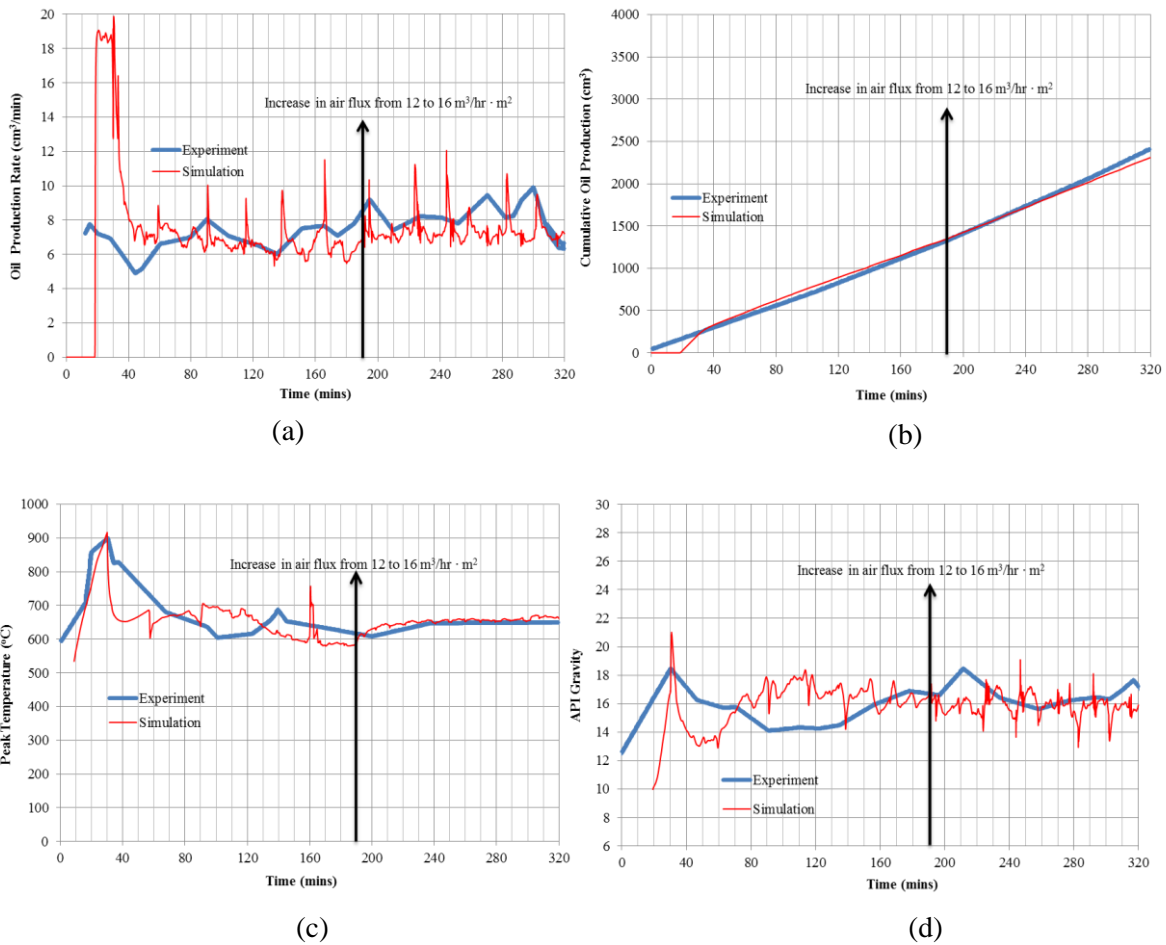 20
18
16
14
12
10
8
6
4
2
0
Oil Production Rate (cm³/min)
Increase in air flux from 12 to 16 m³/hr · m²
Experiment
Simulation
0 40 80 120 160 200 240 280 320
Time (mins)
(a)
4000
3500
3000
2500
2000
1500
1000
500
0
Cumulative Oil Production (cm³)
Increase in air flux from 12 to 16 m³/hr · m²
Experiment
Simulation
0 40 80 120 160 200 240 280 320
Time (mins)
(b)
1000
900
800
700
600
500
400
300
200
100
0
Peak Temperature (°C)
Increase in air flux from 12 to 16 m³/hr · m²
Experiment
Simulation
0 40 80 120 160 200 240 280 320
Time (mins)
(c)
30
28
26
24
22
20
18
16
14
12
10
8
6
API Gravity
Increase in air flux from 12 to 16 m³/hr · m²
Experiment
Simulation
0 40 80 120 160 200 240 280 320
Time (mins)
(d)